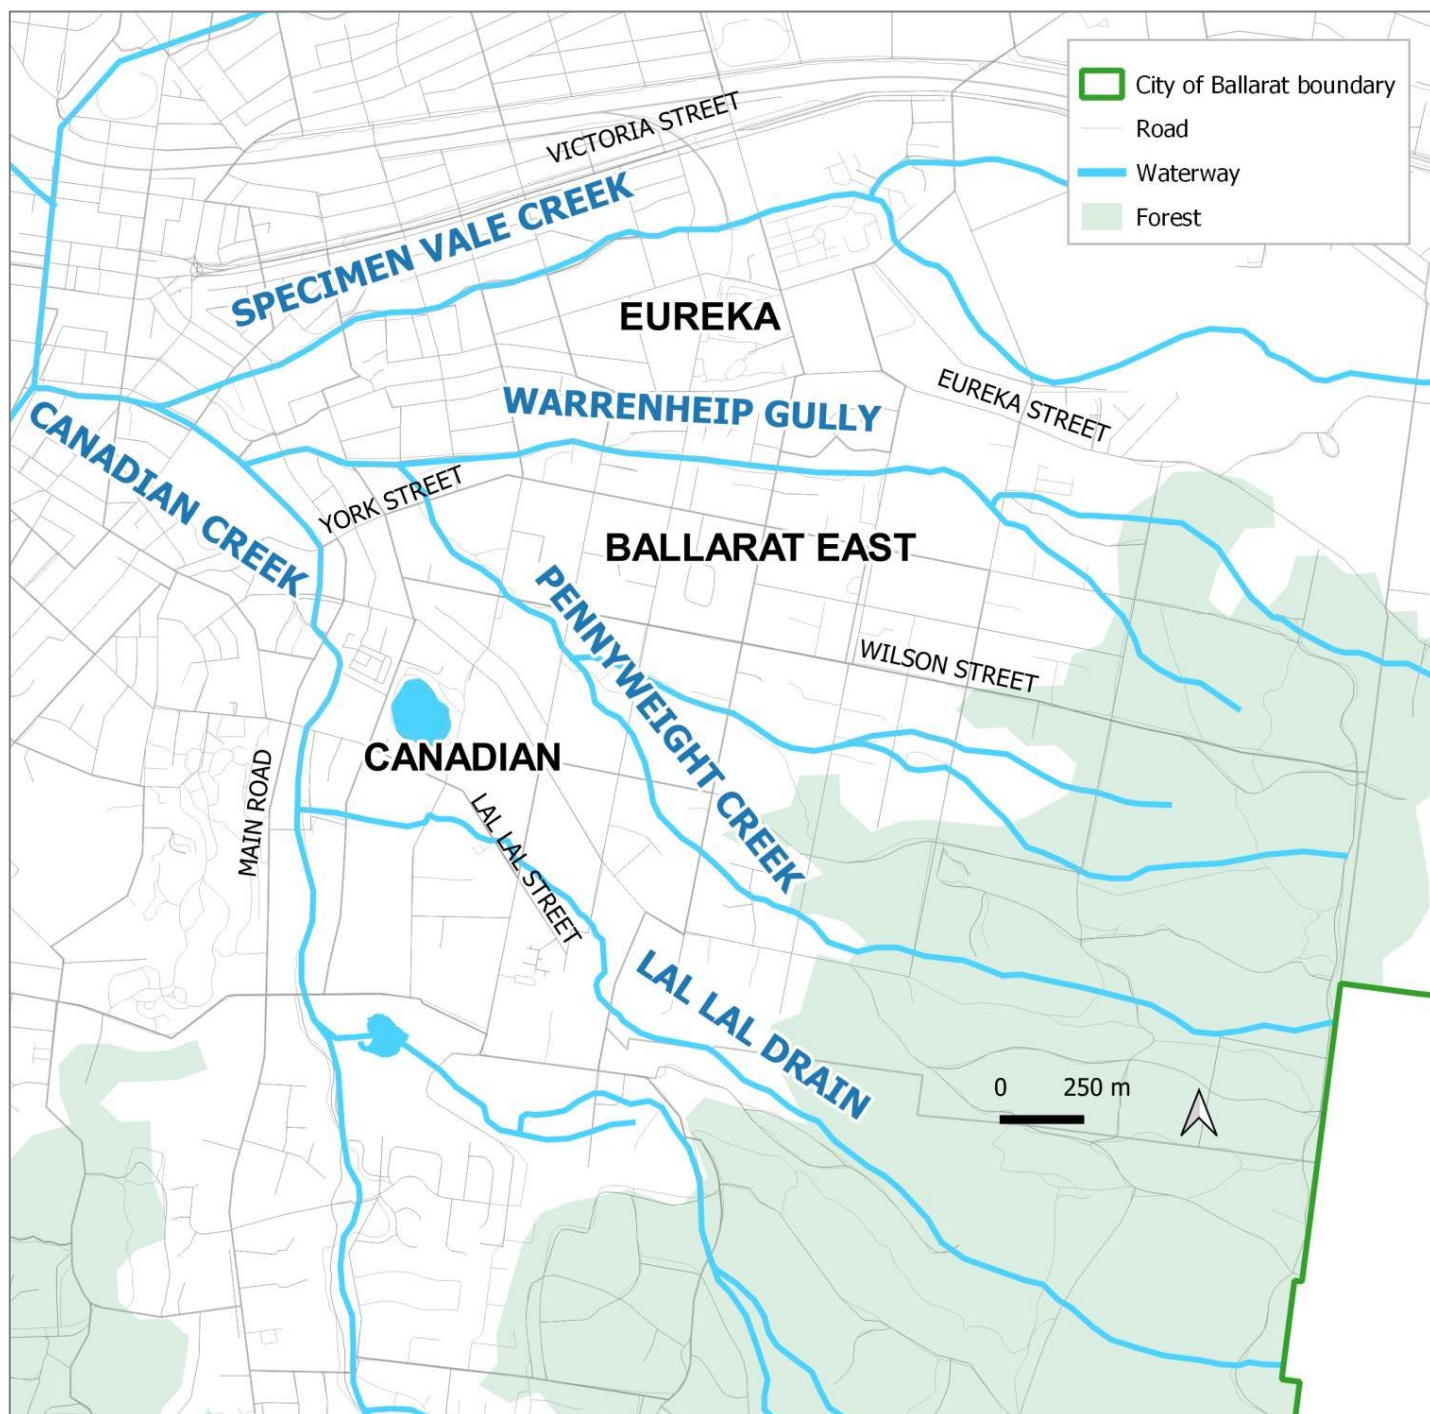 City of Ballarat boundary
Road
Waterway
Forest
VICTORIA STREET
SPECIMEN VALE CREEK
EUREKA
EUREKA STREET
WARRENHEIP GULLY
CANADIAN CREEK
YORK STREET
BALLARAT EAST
PENNYWEIGHT CREEK
WILSON STREET
CANADIAN
MAIN ROAD
LAL LAL STREET
LAL LAL DRAIN
0 250 m